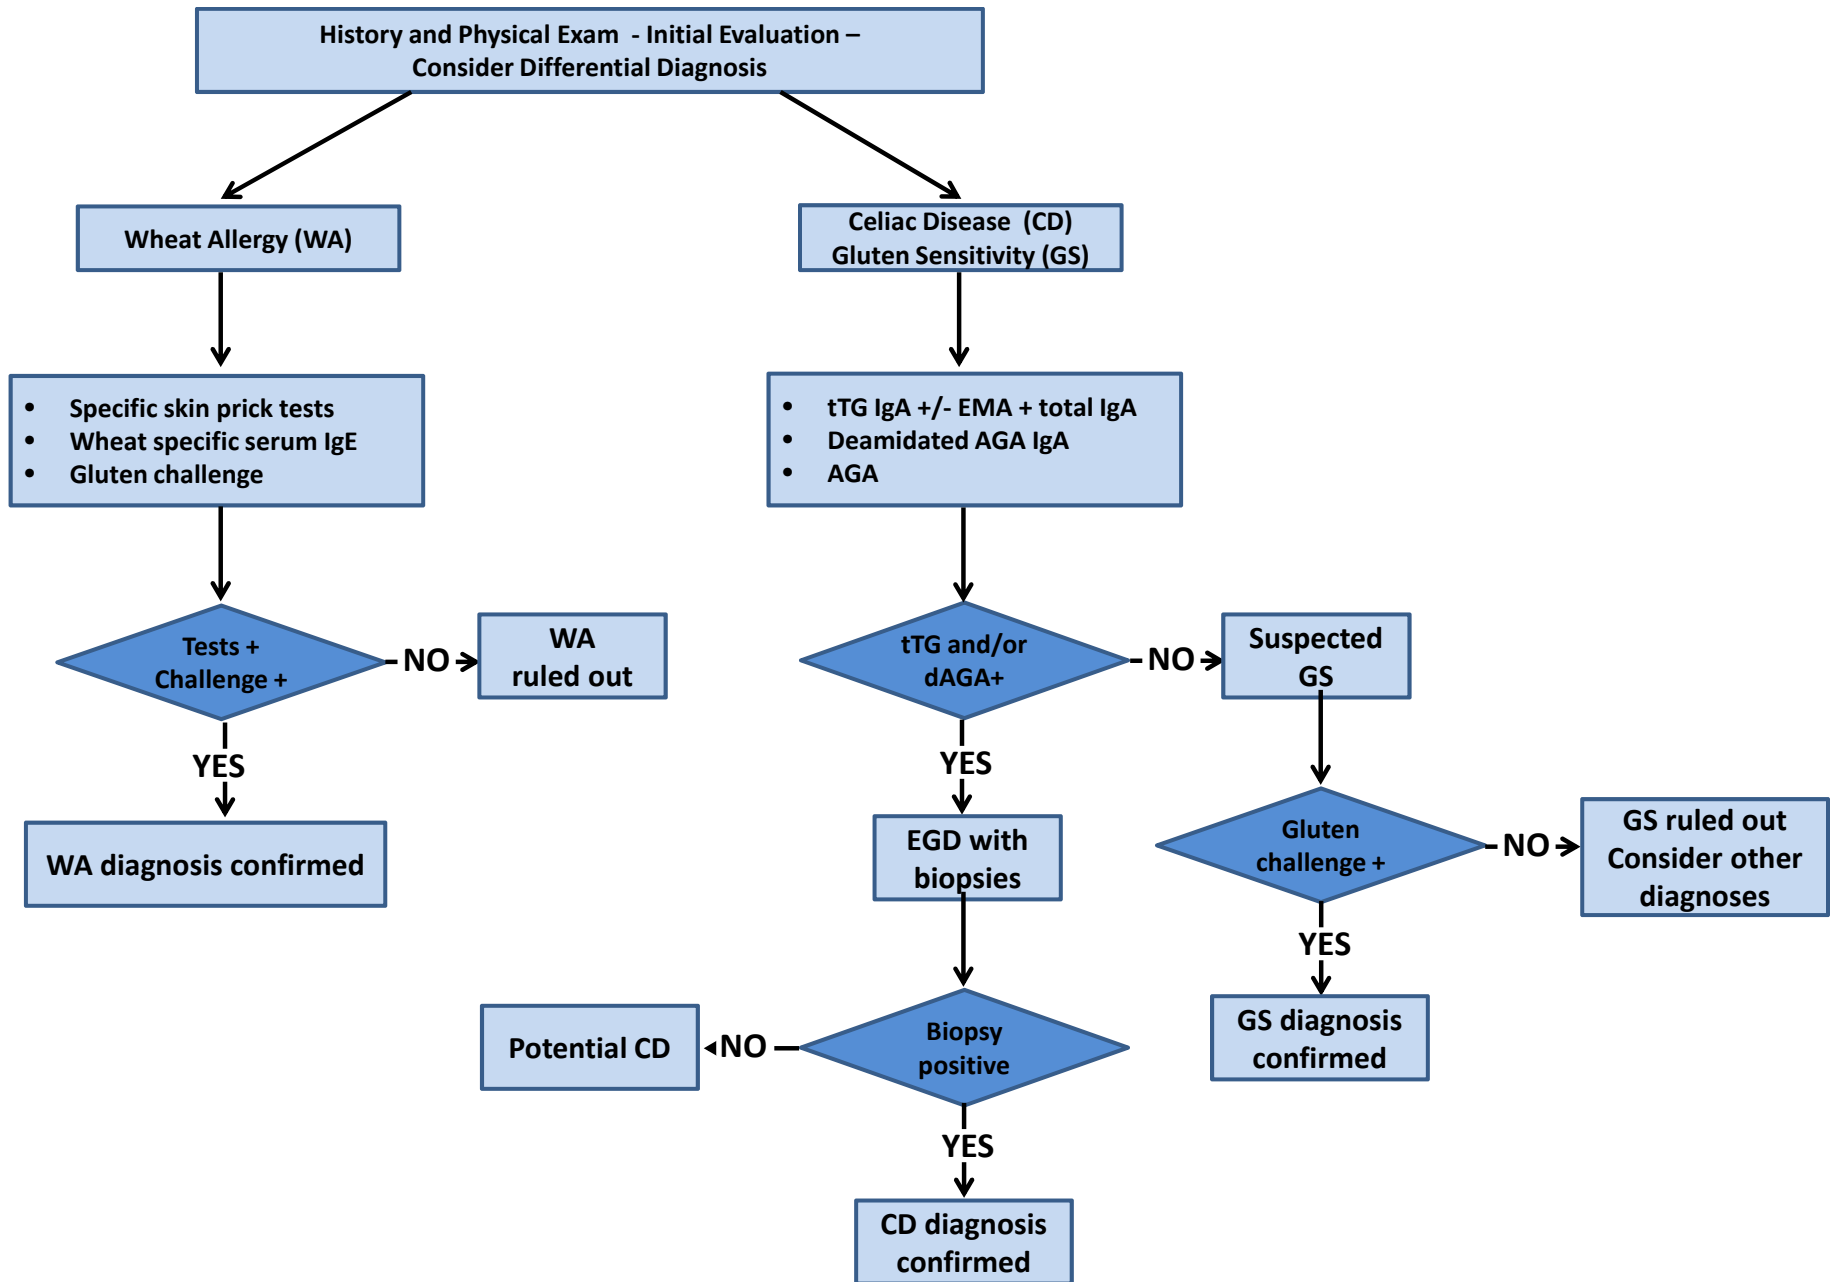 History and Physical Exam - Initial Evaluation –
Consider Differential Diagnosis
Wheat Allergy (WA)
Celiac Disease (CD)
Gluten Sensitivity (GS)
• Specific skin prick tests
• Wheat specific serum IgE
• Gluten challenge
• tTG IgA +/- EMA + total IgA
• Deamidated AGA IgA
• AGA
Tests +
Challenge +
NO
WA
ruled out
YES
WA diagnosis confirmed
tTG and/or
dAGA+
NO
Suspected
GS
YES
EGD with
biopsies
Gluten
challenge +
NO
GS ruled out
Consider other
diagnoses
YES
GS diagnosis
confirmed
Biopsy
positive
NO
Potential CD
YES
CD diagnosis
confirmed